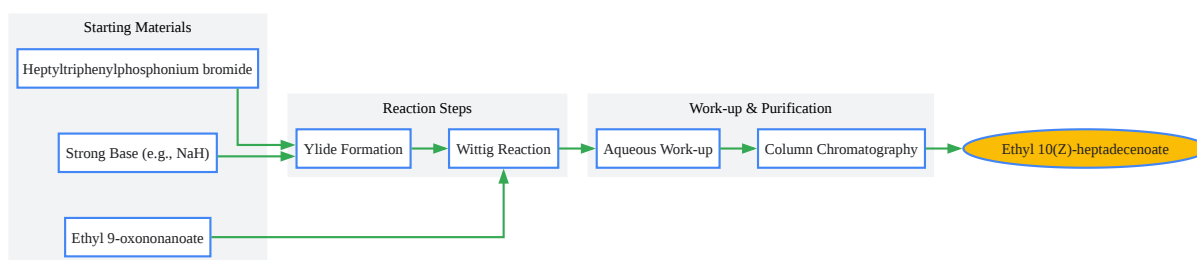 Starting Materials
Heptyltriphenylphosphonium bromide
Reaction Steps
Work-up & Purification
Strong Base (e.g., NaH)
Ylide Formation
Wittig Reaction
Aqueous Work-up
Column Chromatography
Ethyl 10(Z)-heptadecenoate
Ethyl 9-oxononanoate